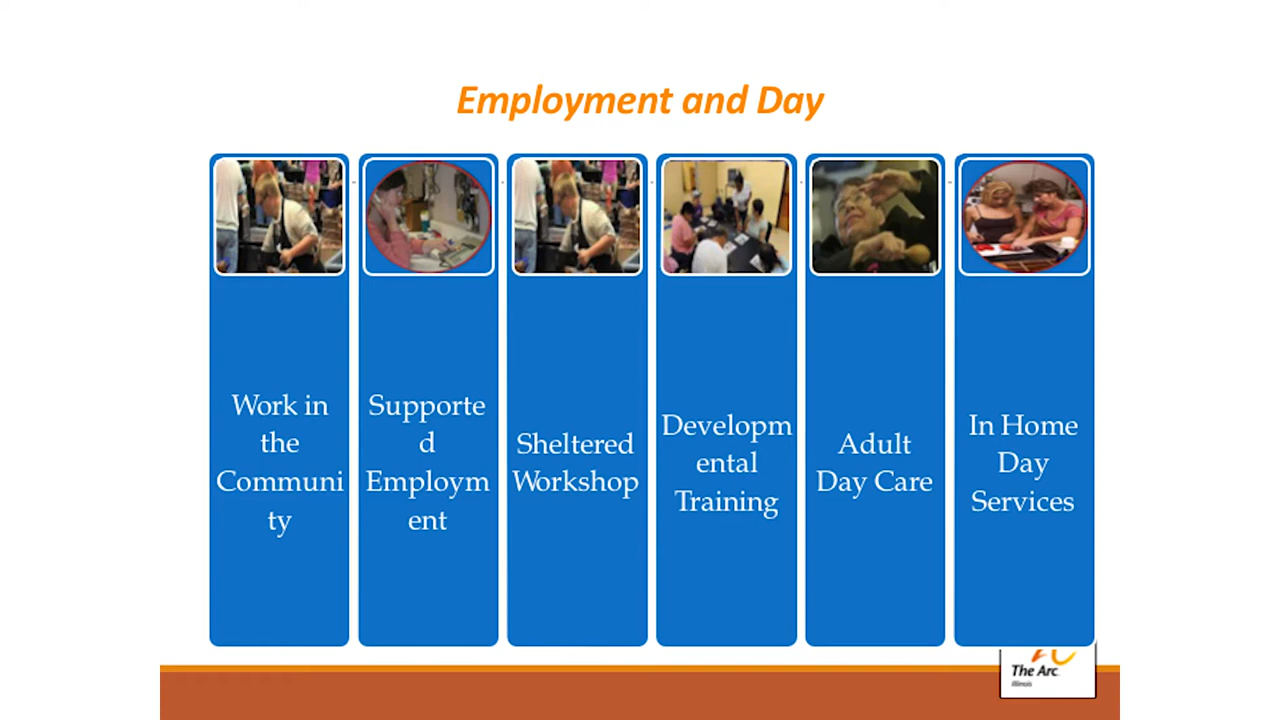 Employment and Day
Work in
the
Communi
ty
Supporte
d
Employm
ent
Sheltered
Workshop
Developm
ental
Training
Adult
Day Care
In Home
Day
Services
The Arc
Illinois